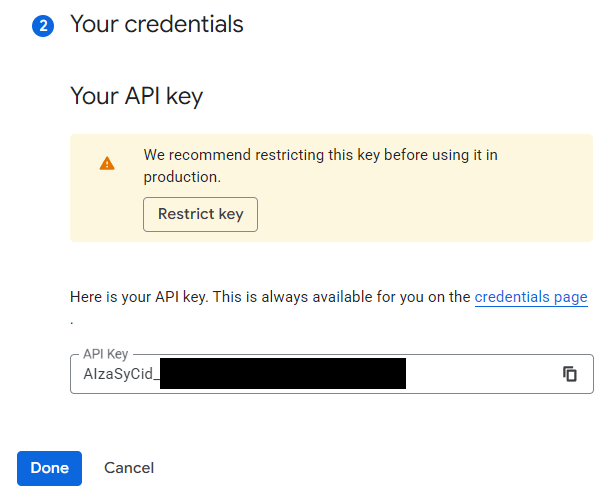 2 Your credentials
Your API key
We recommend restricting this key before using it in
production.
Restrict key
Here is your API key. This is always available for you on the credentials page
.
API Key
AIzaSyCid_
Done Cancel